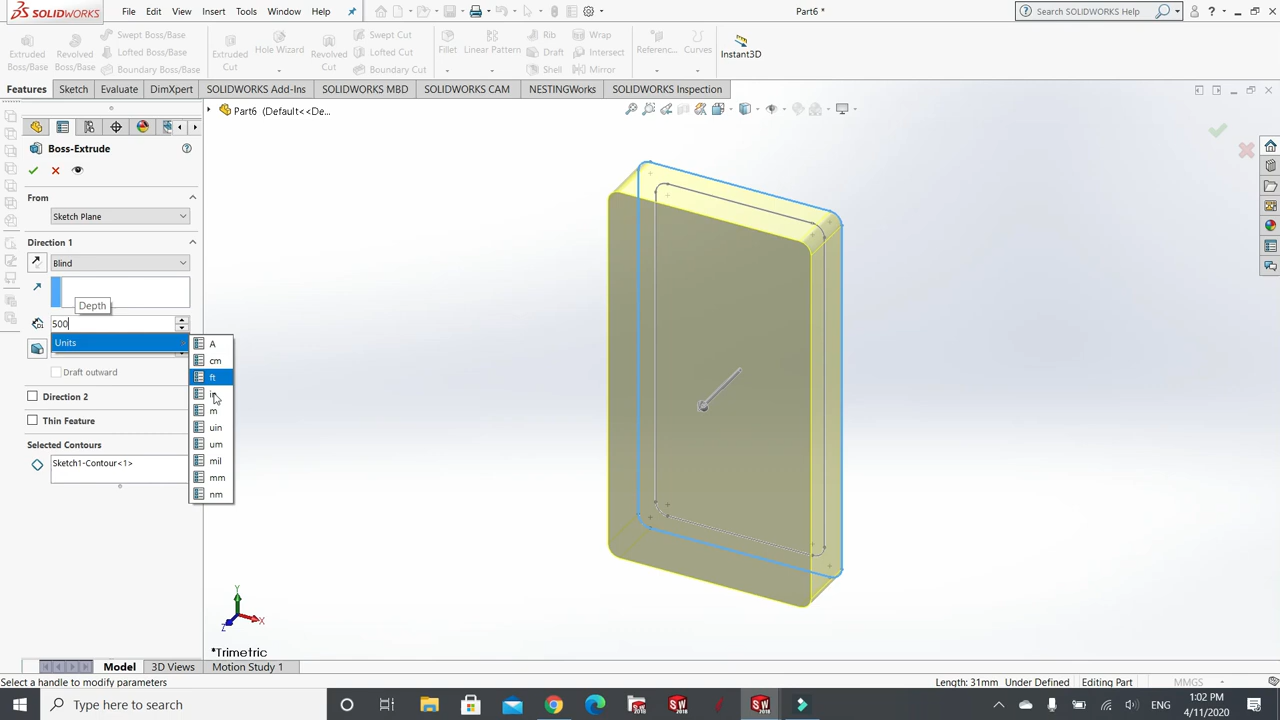 SOLIDWORKS File Edit View Insert Tools Window Help Part6 * Search SOLIDWORKS Help
Extruded Boss/Base
Revolved Boss/Base
Swept Boss/Base
Lofted Boss/Base
Boundary Boss/Base
Extruded Cut
Hole Wizard
Revolved Cut
Swept Cut
Lofted Cut
Boundary Cut
Fillet
Linear Pattern
Rib
Draft
Shell
Wrap
Intersect
Mirror
Referenc...
Curves
Instant3D
Features Sketch Evaluate DimXpert SOLIDWORKS Add-Ins SOLIDWORKS MBD SOLIDWORKS CAM NESTINGWorks SOLIDWORKS Inspection
Part6 (Default<<De...
Boss-Extrude
From
Sketch Plane
Direction 1
Blind
Depth
500
Units
A
cm
ft
m
uin
um
mil
mm
nm
Draft outward
Direction 2
Thin Feature
Selected Contours
Sketch1-Contour<1>
Y
X
Z
*Trimetric
Model 3D Views Motion Study 1
Select a handle to modify parameters Length: 31mm Under Defined Editing Part MMGS
Type here to search
ENG
1:02 PM
4/11/2020